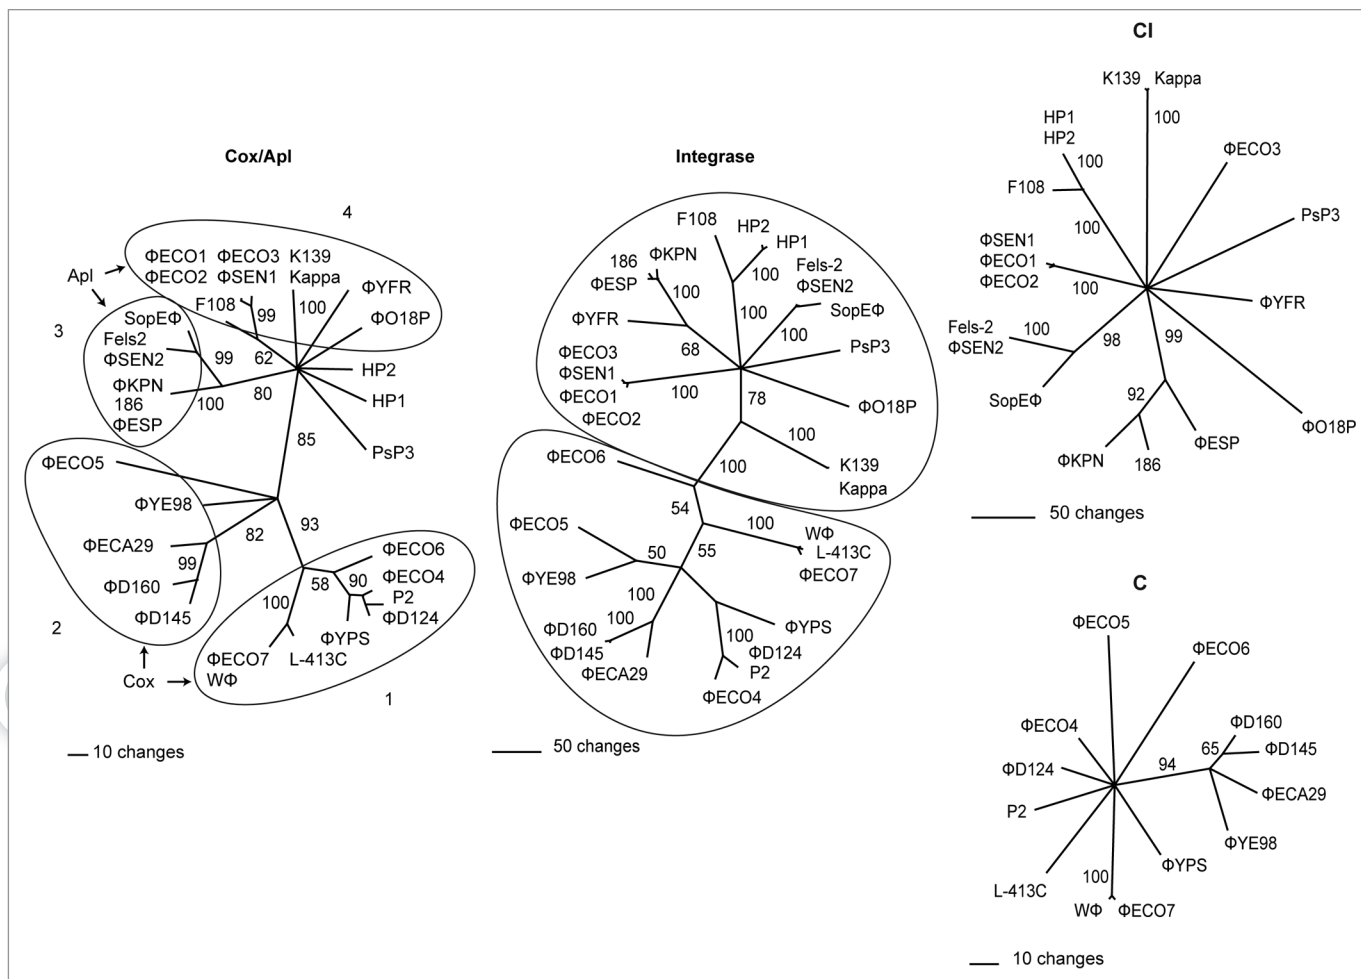 Cox/Apl
4
ΦECO1 ΦECO3 K139
ΦECO2 ΦSEN1 Kappa
Apl
F108
99
100
ΦYFR
ΦO18P
3
SopEΦ
Fels2
ΦSEN2
99
62
HP2
ΦKPN
186
ΦESP
100
80
HP1
PsP3
85
ΦECO5
ΦYE98
82
93
ΦECA29
99
ΦD160
ΦD145
2
Cox
ΦECO6
58
90
ΦECO4
P2
ΦD124
100
ΦYPS
ΦECO7
WΦ
L-413C
1
10 changes
Integrase
F108
HP2
HP1
ΦKPN
186
ΦESP
100
100
Fels-2
ΦSEN2
SopEΦ
100
100
ΦYFR
68
PsP3
ΦECO3
ΦSEN1
ΦECO1
ΦECO2
100
78
ΦO18P
100
K139
Kappa
100
ΦECO6
54
100
WΦ
L-413C
ΦECO7
ΦECO5
50
55
ΦYE98
100
100
ΦD160
ΦD145
ΦECA29
ΦYPS
100
ΦD124
P2
ΦECO4
50 changes
CI
K139 Kappa
100
HP1
HP2
100
ΦECO3
F108
100
PsP3
ΦSEN1
ΦECO1
ΦECO2
100
ΦYFR
Fels-2
ΦSEN2
100
98
99
SopEΦ
92
ΦKPN
186
ΦESP
ΦO18P
50 changes
C
ΦECO5
ΦECO6
ΦECO4
ΦD160
65
ΦD145
ΦD124
94
ΦECA29
P2
ΦYE98
ΦYPS
L-413C
100
WΦ ΦECO7
10 changes